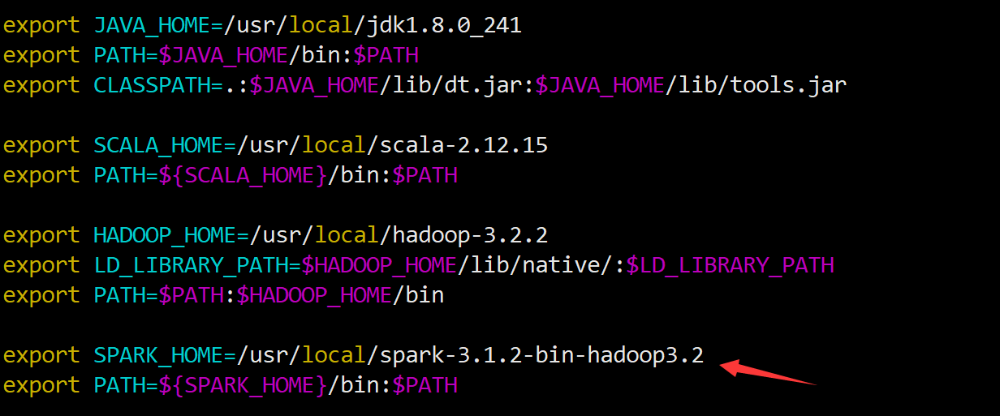 export JAVA_HOME=/usr/local/jdk1.8.0_241
export PATH=$JAVA_HOME/bin:$PATH
export CLASSPATH=.:$JAVA_HOME/lib/dt.jar:$JAVA_HOME/lib/tools.jar
export SCALA_HOME=/usr/local/scala-2.12.15
export PATH=${SCALA_HOME}/bin:$PATH
export HADOOP_HOME=/usr/local/hadoop-3.2.2
export LD_LIBRARY_PATH=$HADOOP_HOME/lib/native/:$LD_LIBRARY_PATH
export PATH=$PATH:$HADOOP_HOME/bin
export SPARK_HOME=/usr/local/spark-3.1.2-bin-hadoop3.2
export PATH=${SPARK_HOME}/bin:$PATH